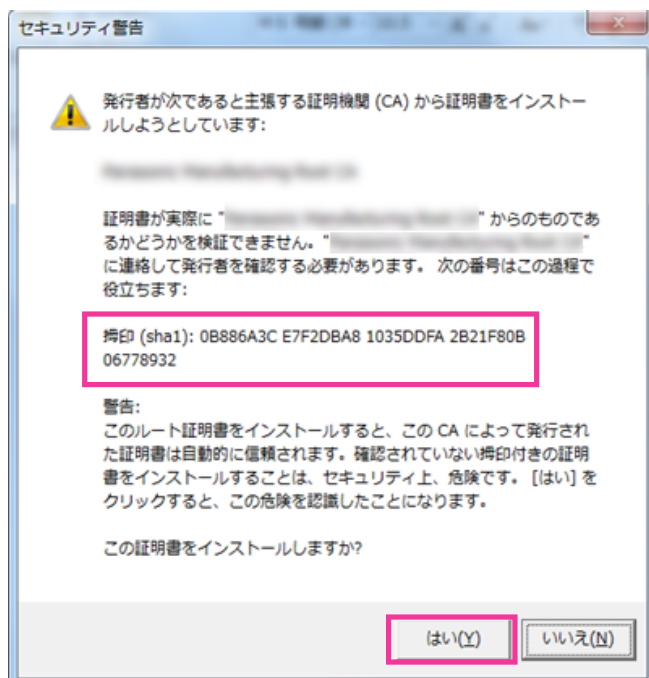 セキュリティ警告
発行者が次であると主張する証明機関 (CA) から証明書をインストー
ルしようとしています:
証明書が実際に "
" からのものであ
るかどうかを検証できません。"
"
に連絡して発行者を確認する必要があります。 次の番号はこの過程で
役立ちます:
拇印 (sha1): 0B886A3C E7F2DBA8 1035DDFA 2B21F80B
06778932
警告:
このルート証明書をインストールすると、この CA によって発行され
た証明書は自動的に信頼されます。確認されていない拇印付きの証明
書をインストールすることは、セキュリティ上、危険です。 [はい] を
クリックすると、この危険を認識したことになります。
この証明書をインストールしますか?
はい(Y)
いいえ(N)